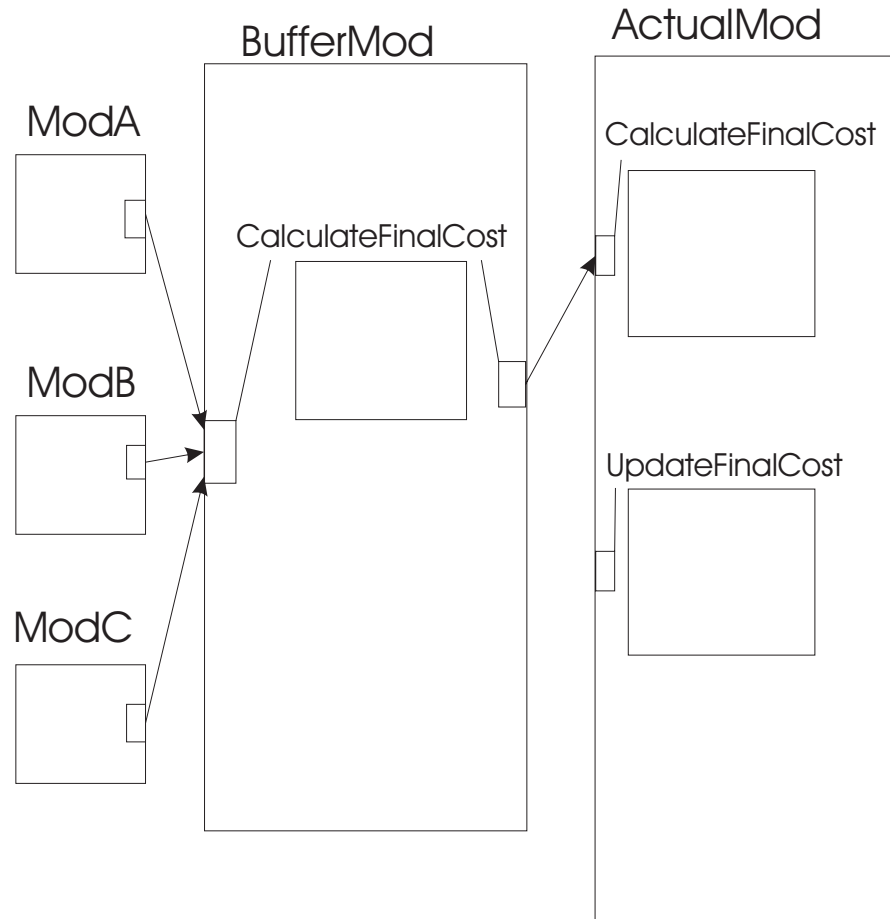 ActualMod
BufferMod
ModA
CalculateFinalCost
CalculateFinalCost
ModB
UpdateFinalCost
ModC